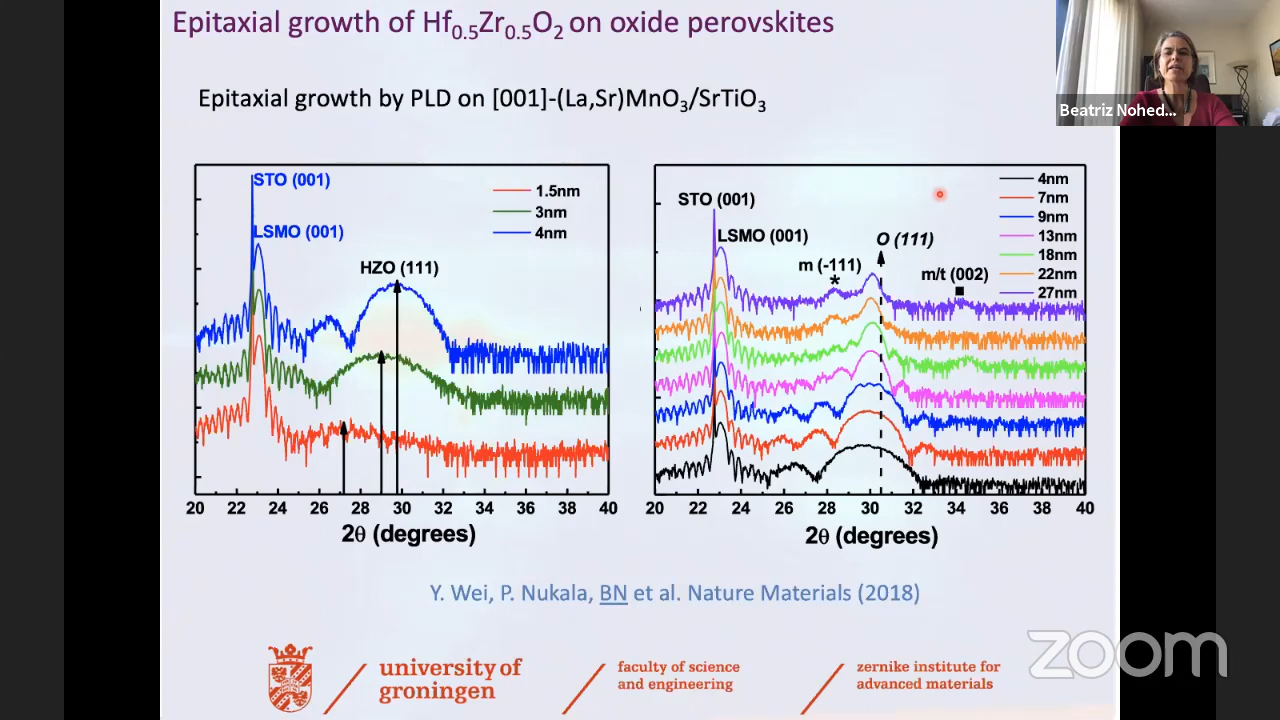 Epitaxial growth of Hf0.5Zr0.5O2 on oxide perovskites
Beatriz Nohed...
Epitaxial growth by PLD on [001]-(La,Sr)MnO3/SrTiO3
STO (001)
LSMO (001)
HZO (111)
1.5nm
3nm
4nm
20 22 24 26 28 30 32 34 36 38 40
2θ (degrees)
STO (001)
LSMO (001)
m (-111)
*
O (111)
m/t (002)
4nm
7nm
9nm
13nm
18nm
22nm
27nm
20 22 24 26 28 30 32 34 36 38 40
2θ (degrees)
Y. Wei, P. Nukala, BN et al. Nature Materials (2018)
university of
groningen
faculty of science
and engineering
zernike institute for
advanced materials
zoom